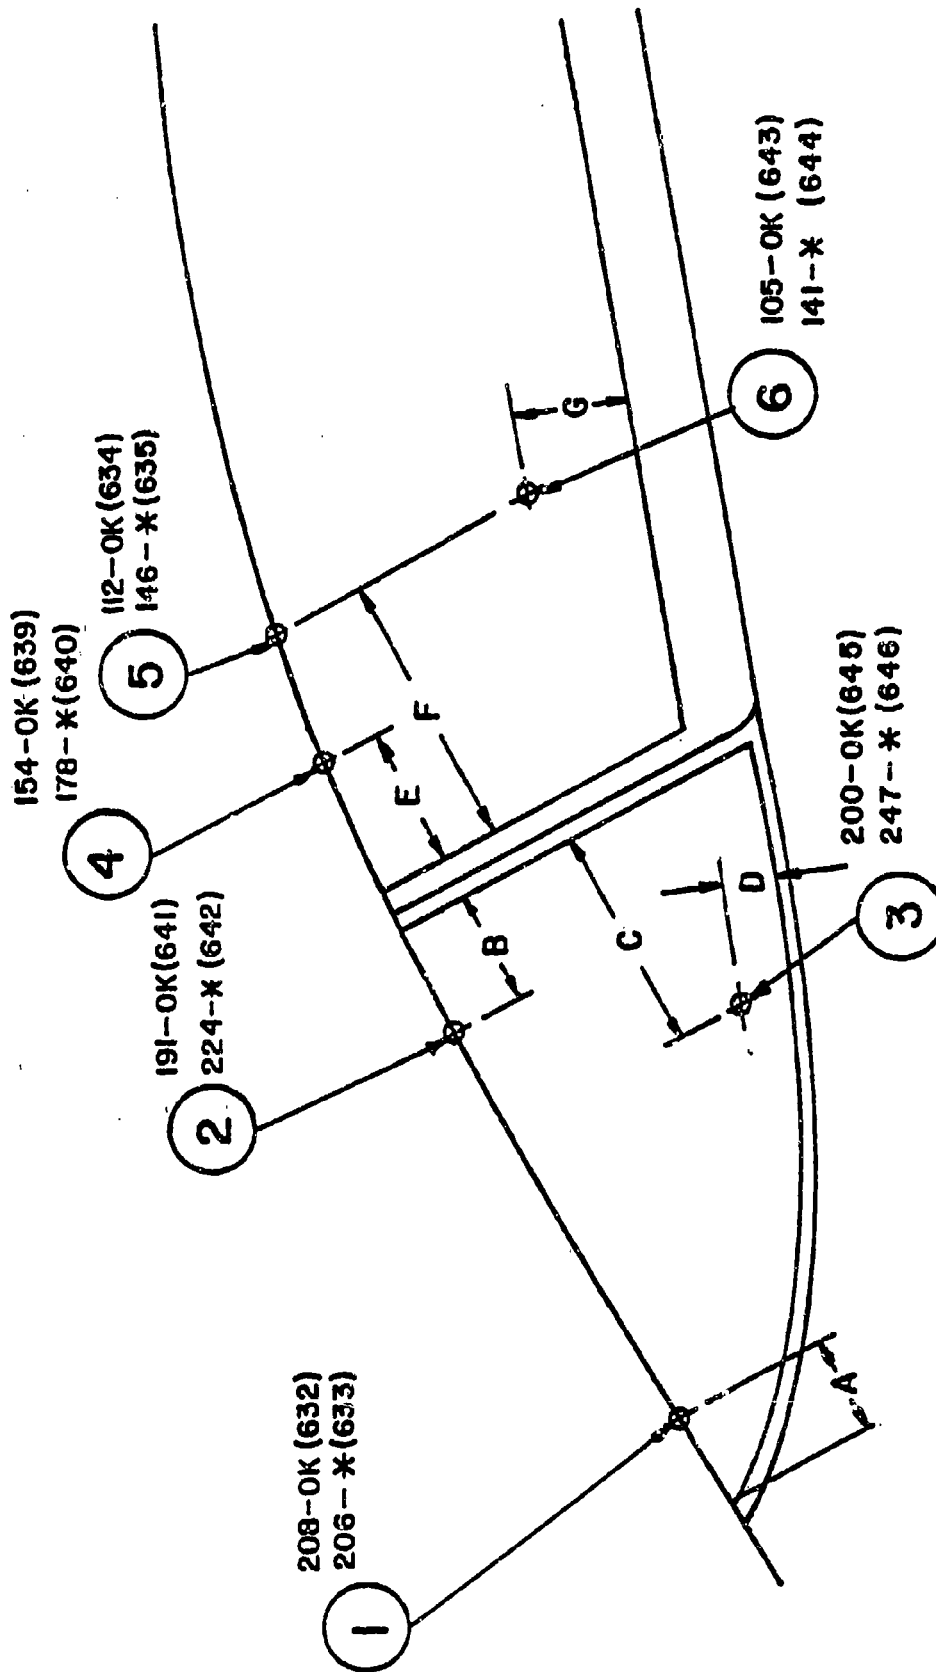 154-OK (639)
178-*(640)
4
112-OK (634)
146-*(635)
5
191-OK(641)
224-*(642)
2
208-OK (632)
206-*(633)
1
105-OK (643)
141-* (644)
6
200-OK(645)
247-* (646)
3
A
B
C
D
E
F
G